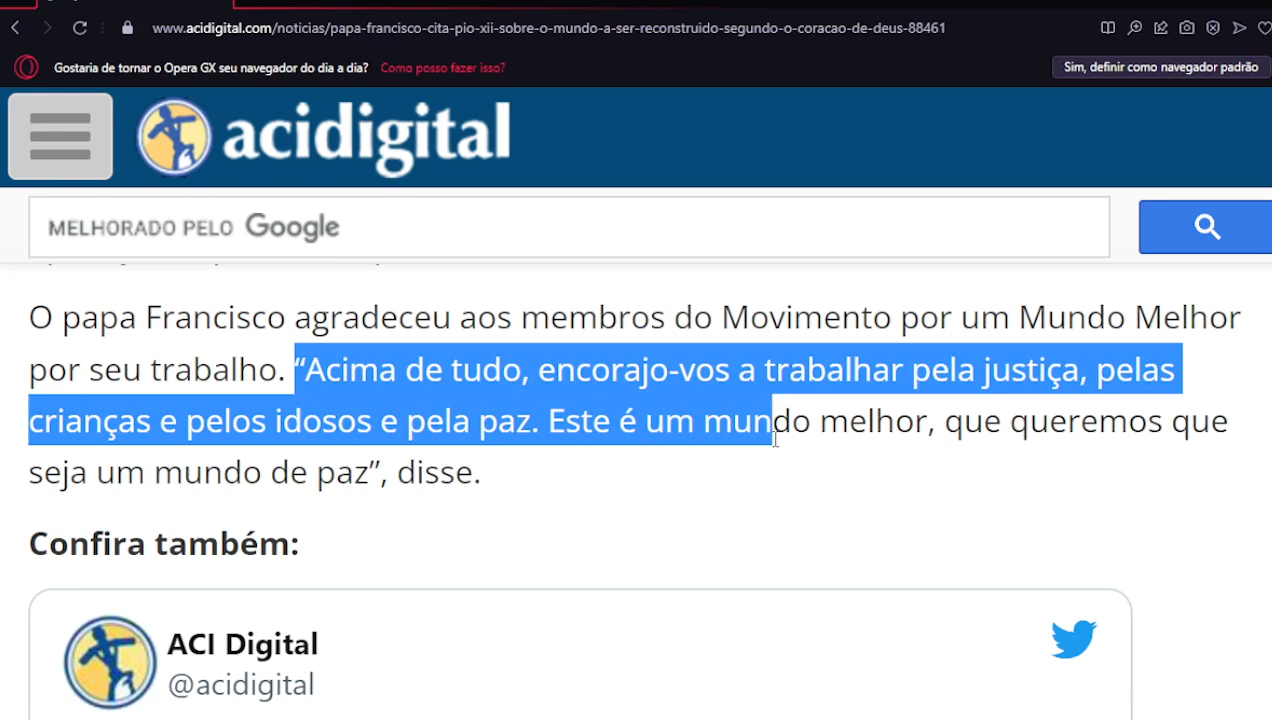 www.acidigital.com/noticias/papa-francisco-cita-pio-xii-sobre-o-mundo-a-ser-reconstruido-segundo-o-coracao-de-deus-88461
Gostaria de tornar o Opera GX seu navegador do dia a dia? Como posso fazer isso? Sim, definir como navegador padrão
acidigital
MELHORADO PELO Google
O papa Francisco agradeceu aos membros do Movimento por um Mundo Melhor
por seu trabalho. “Acima de tudo, encorajo-vos a trabalhar pela justiça, pelas
crianças e pelos idosos e pela paz. Este é um mundo melhor, que queremos que
seja um mundo de paz”, disse.
Confira também:
ACI Digital
@acidigital